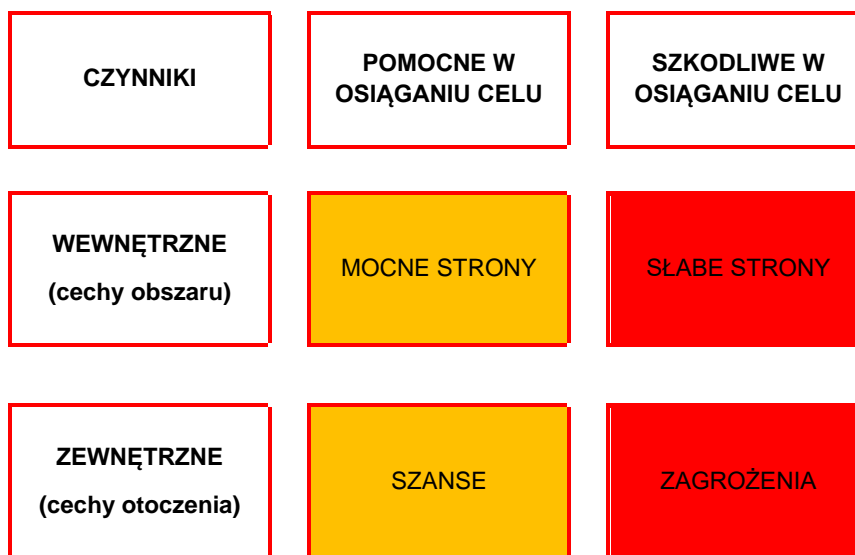 CZYNNIKI
POMOCNE W
OSIĄGANIU CELU
SZKODLIWE W
OSIĄGANIU CELU
WEWNĘTRZNE
(cechy obszaru)
MOCNE STRONY
SŁABE STRONY
ZEWNĘTRZNE
(cechy otoczenia)
SZANSE
ZAGROŻENIA